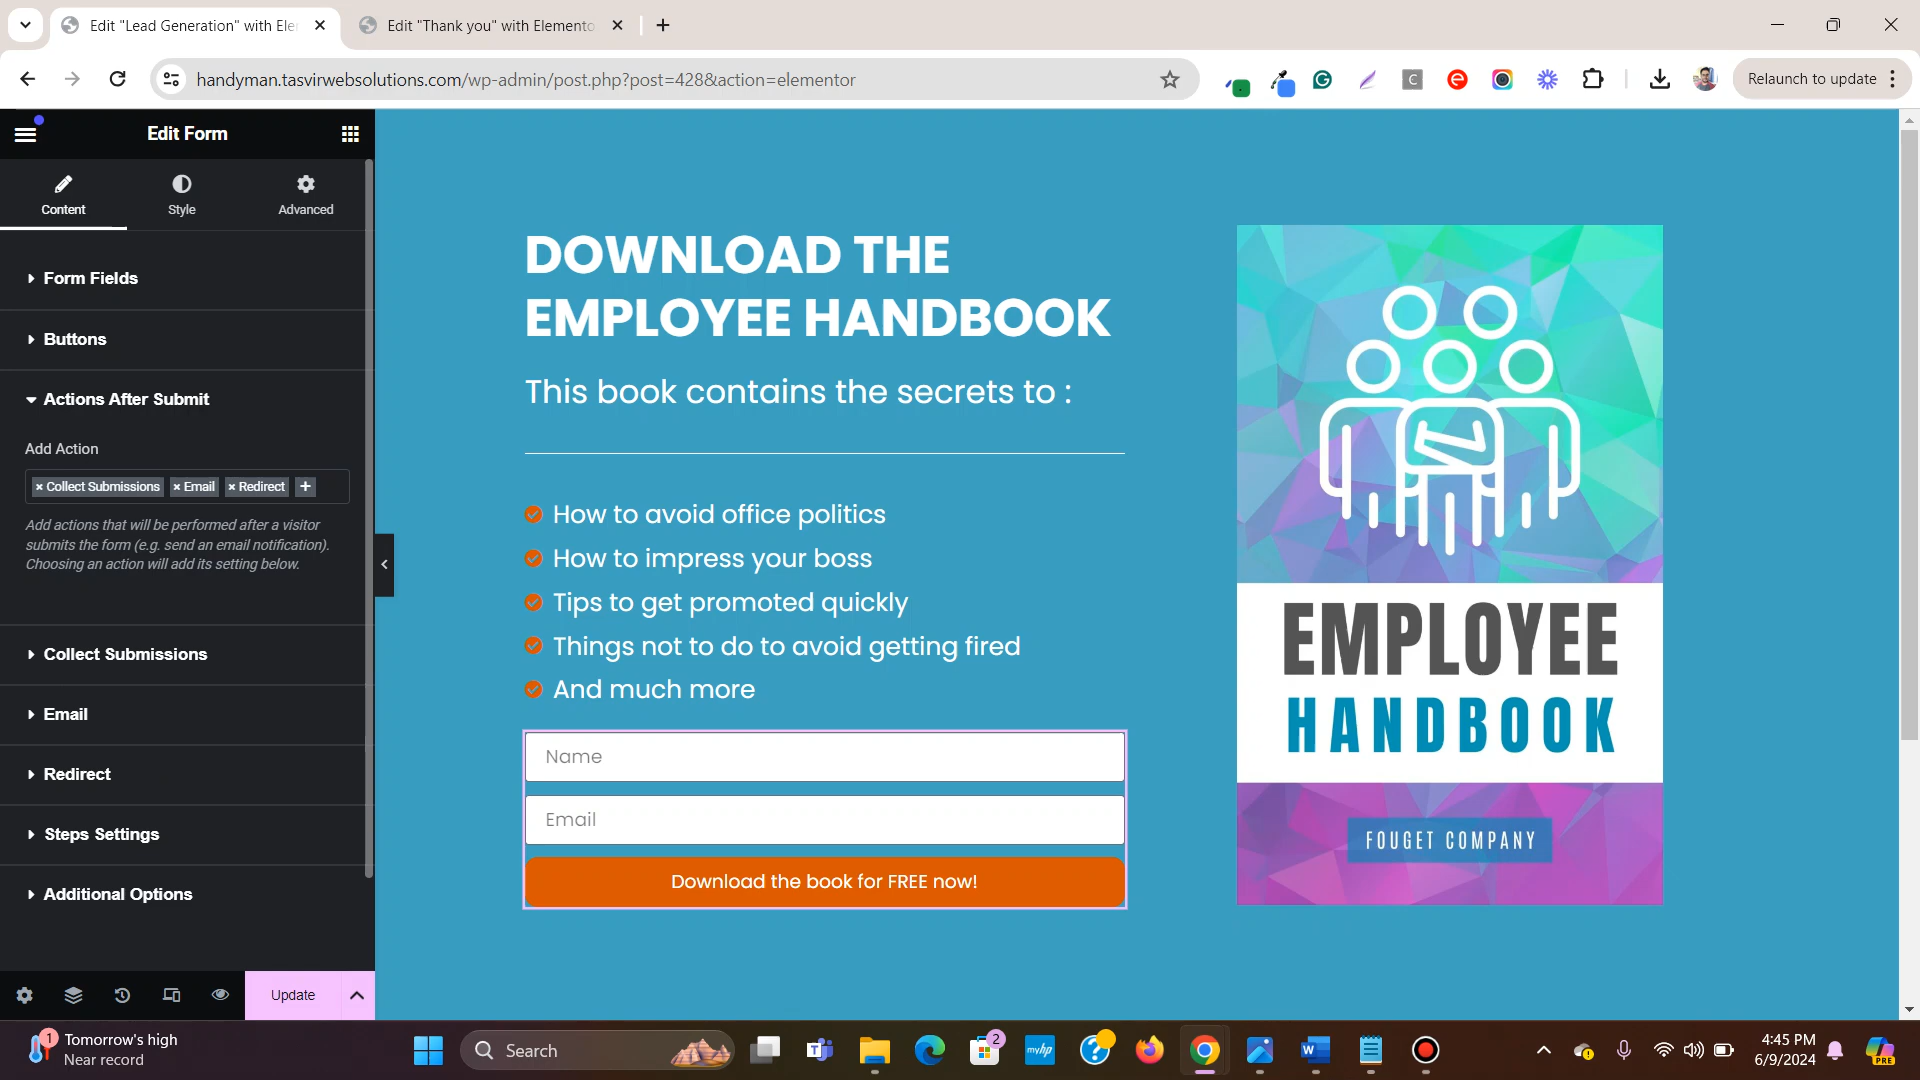 Edit "Lead Generation" with Ele
Edit "Thank you" with Elemento
handyman.tasvirwebsolutions.com/wp-admin/post.php?post=428&action=elementor
Relaunch to update
Edit Form
Content
Style
Advanced
Form Fields
Buttons
Actions After Submit
Add Action
× Collect Submissions × Email × Redirect +
Add actions that will be performed after a visitor
submits the form (e.g. send an email notification).
Choosing an action will add its setting below.
Collect Submissions
Email
Redirect
Steps Settings
Additional Options
Update
DOWNLOAD THE
EMPLOYEE HANDBOOK
This book contains the secrets to :
How to avoid office politics
How to impress your boss
Tips to get promoted quickly
Things not to do to avoid getting fired
And much more
Name
Email
Download the book for FREE now!
EMPLOYEE
HANDBOOK
FOUGET COMPANY
1
Tomorrow's high
Near record
Search
2
myhp
4:45 PM
6/9/2024
PRE